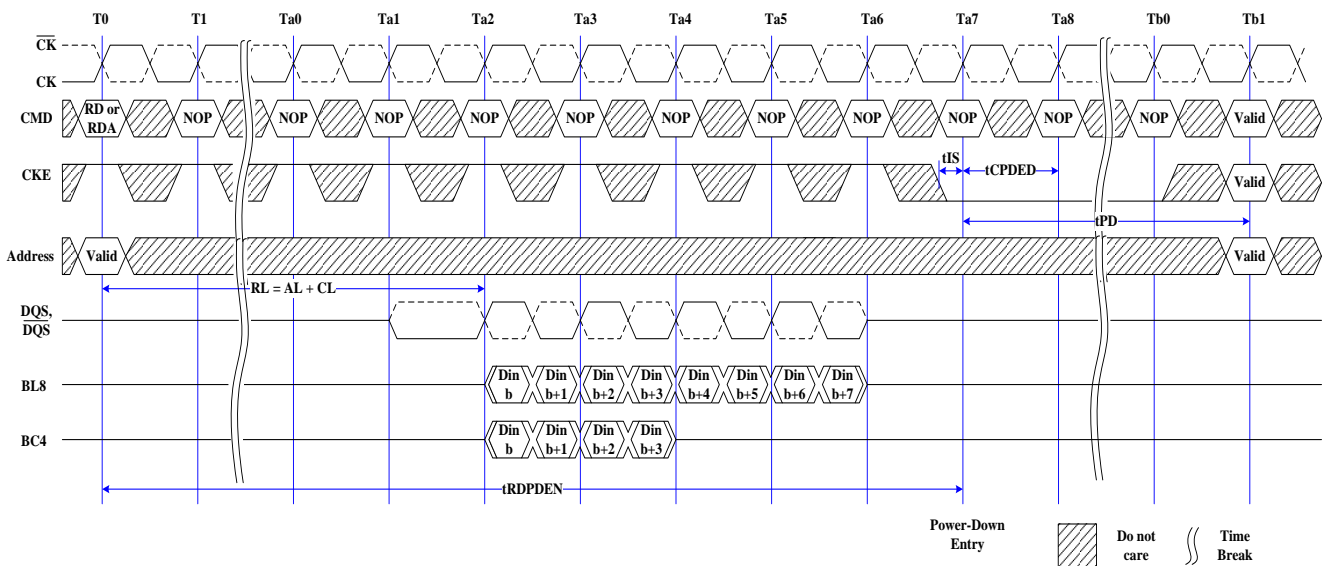 T0 T1 Ta0 Ta1 Ta2 Ta3 Ta4 Ta5 Ta6 Ta7 Ta8 Tb0 Tb1
CK
CK
CMD RD or RDA NOP NOP NOP NOP NOP NOP NOP NOP NOP NOP NOP Valid
tIS
CKE tCPDED Valid
tPD
Address Valid Valid
RL = AL + CL
DQS,
DQS
BL8 Din b Din b+1 Din b+2 Din b+3 Din b+4 Din b+5 Din b+6 Din b+7
BC4 Din b Din b+1 Din b+2 Din b+3
tRDPDEN
Power-Down
Entry
Do not
care
Time
Break